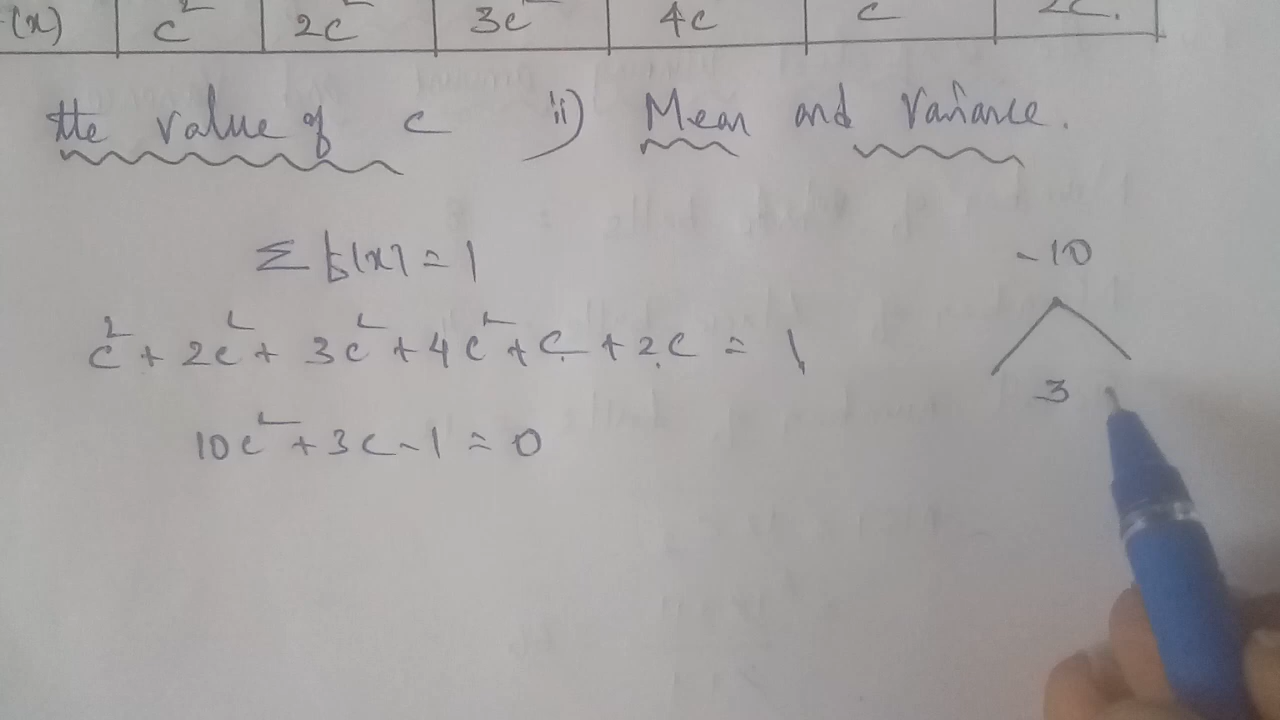 (x) c² 2c² 3c² 4c² c 2c.
the value of c ii) Mean and Variance.
Σ f(x) = 1
c² + 2c² + 3c² + 4c² + c + 2c = 1
10c² + 3c - 1 = 0
-10
3